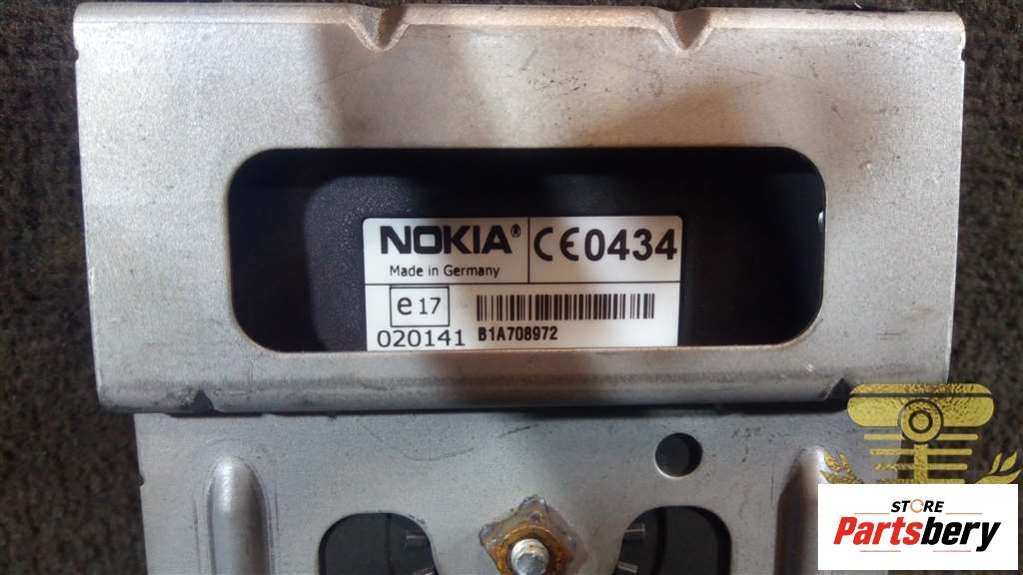 NOKIA®
Made in Germany
CE0434
e17
020141
B1A708972
STORE
Partsbery